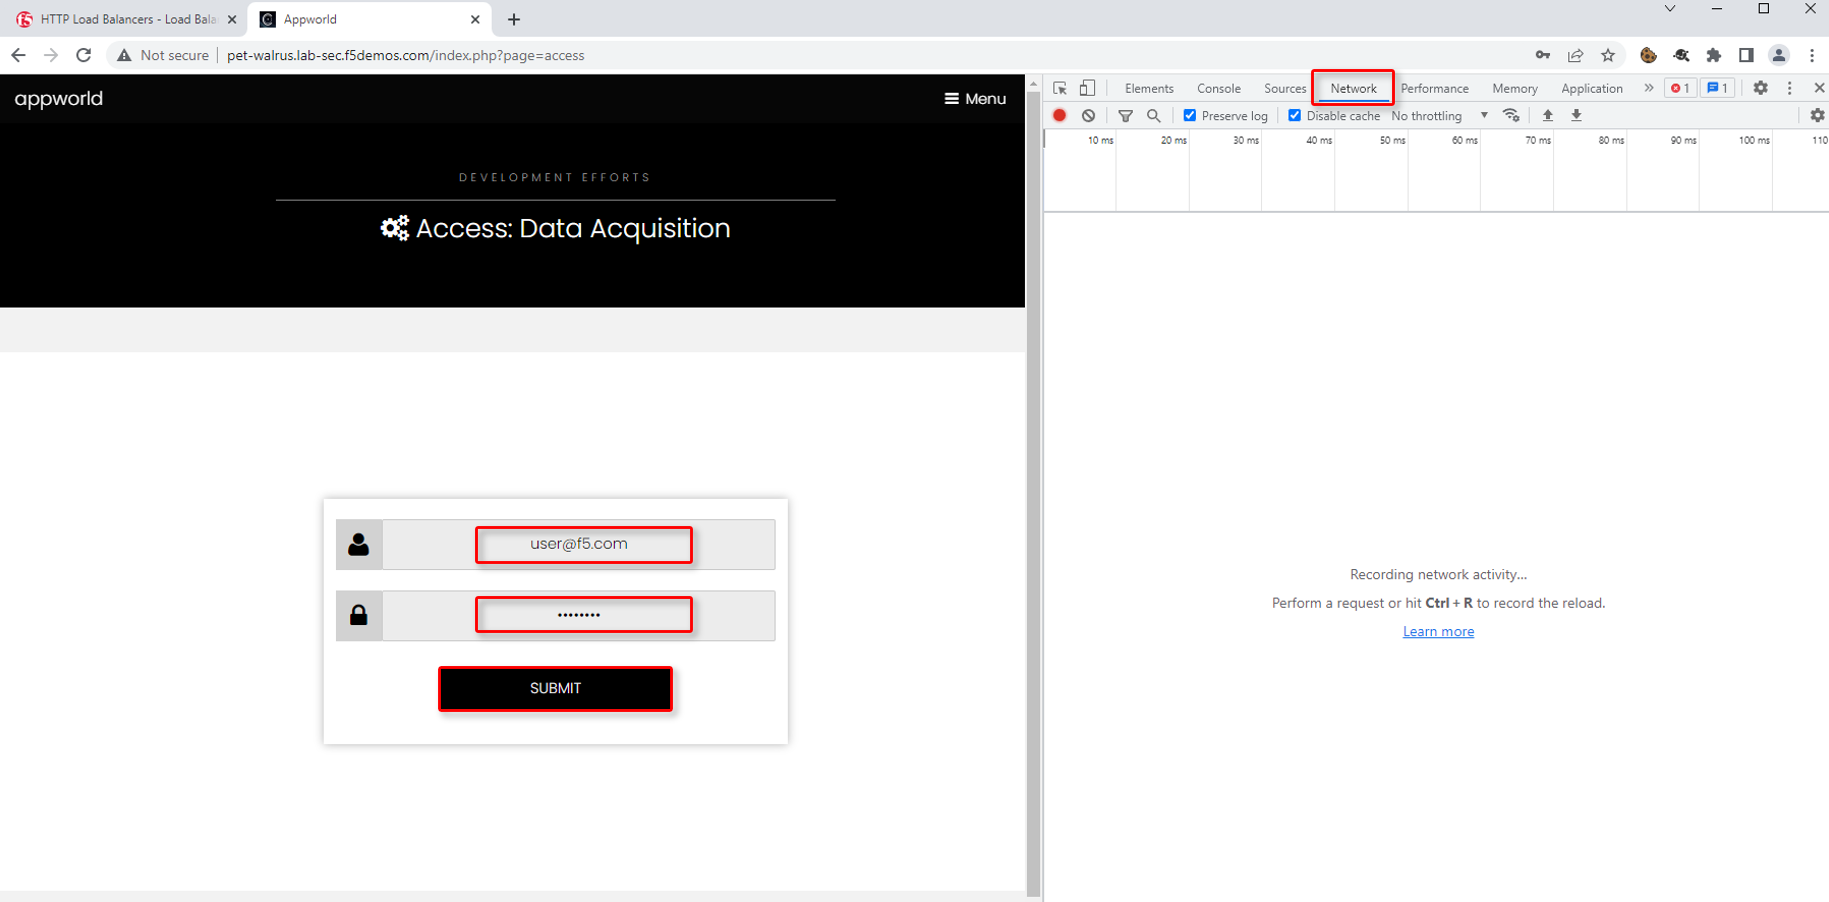 HTTP Load Balancers - Load Bala
Appworld
Not secure
pet-walrus.lab-sec.f5demos.com/index.php?page=access
appworld
Menu
DEVELOPMENT EFFORTS
Access: Data Acquisition
user@f5.com
••••••••
SUBMIT
Elements Console Sources Network Performance Memory Application » 1 1
Preserve log Disable cache No throttling
10 ms 20 ms 30 ms 40 ms 50 ms 60 ms 70 ms 80 ms 90 ms 100 ms 110
Recording network activity...
Perform a request or hit Ctrl + R to record the reload.
Learn more